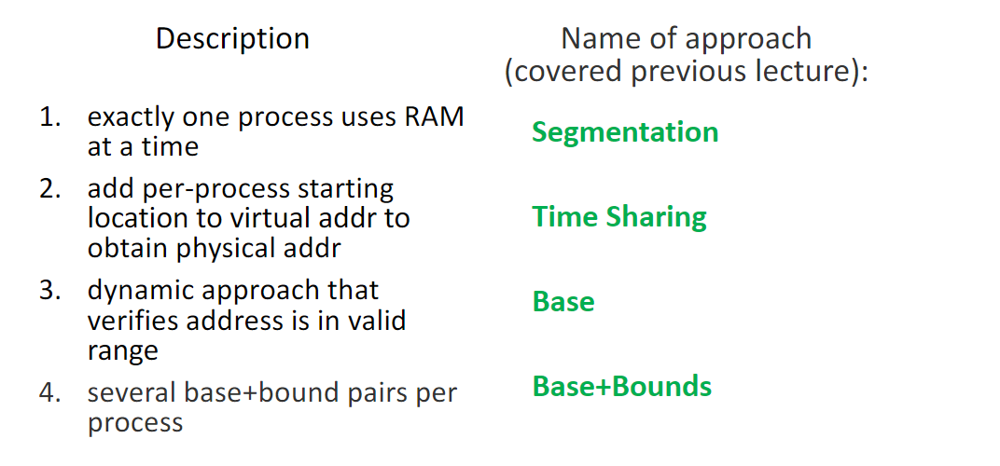 Description
Name of approach
(covered previous lecture):
1. exactly one process uses RAM
at a time
2. add per-process starting
location to virtual addr to
obtain physical addr
3. dynamic approach that
verifies address is in valid
range
4. several base+bound pairs per
process
Segmentation
Time Sharing
Base
Base+Bounds